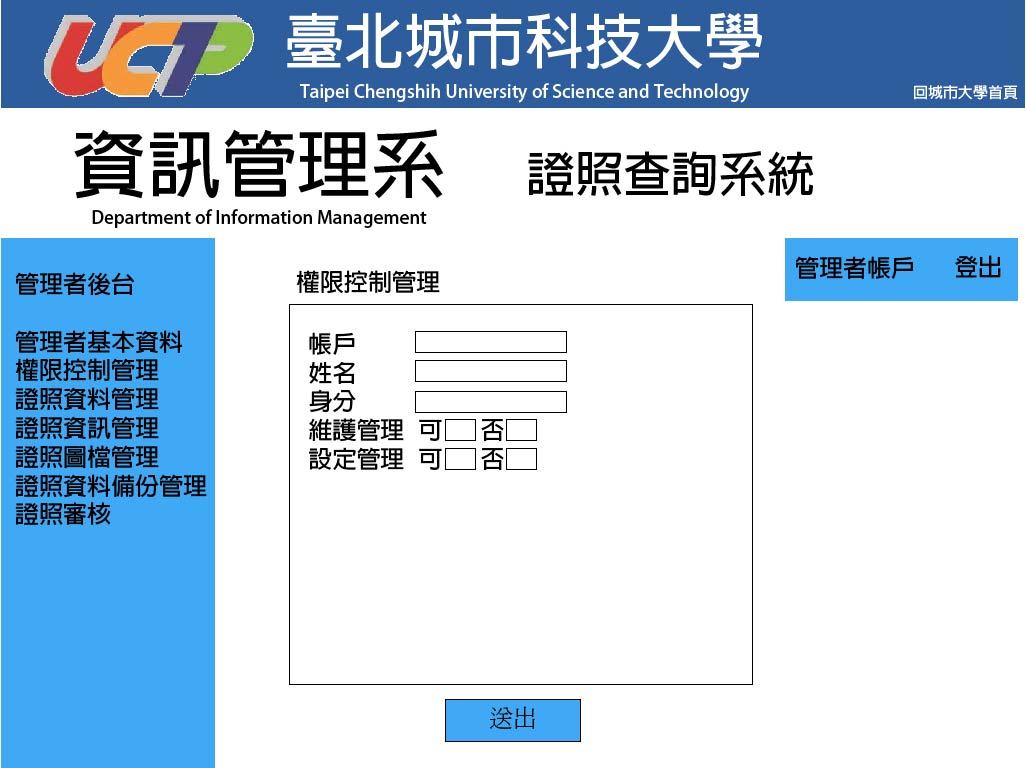 UCTP
臺北城市科技大學
Taipei Chengshih University of Science and Technology
回城市大學首頁
資訊管理系
證照查詢系統
Department of Information Management
管理者帳戶 登出
管理者後台
管理者基本資料
權限控制管理
證照資料管理
證照資訊管理
證照圖檔管理
證照資料備份管理
證照審核
權限控制管理
帳戶
姓名
身分
維護管理 可 否
設定管理 可 否
送出